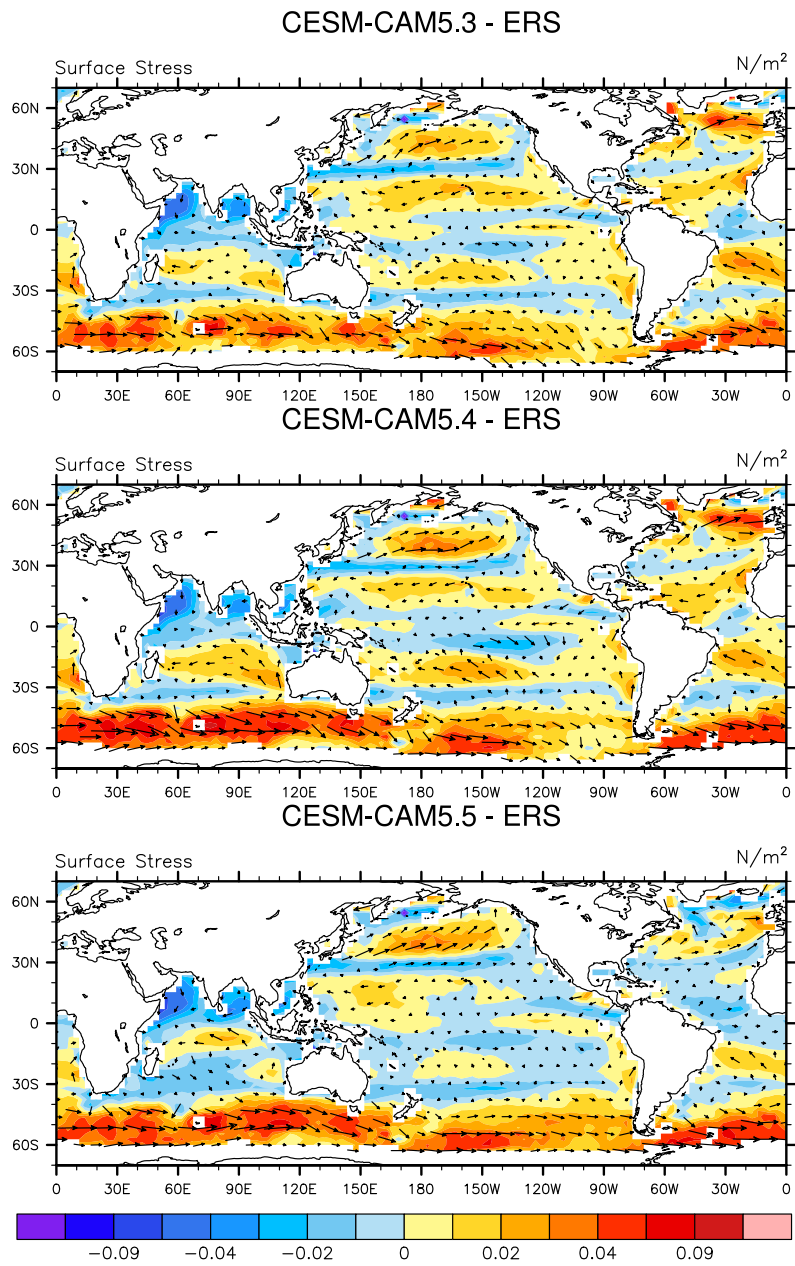 CESM-CAM5.3 - ERS
Surface Stress N/m²
60N
30N
0
30S
60S
0 30E 60E 90E 120E 150E 180 150W 120W 90W 60W 30W 0
CESM-CAM5.4 - ERS
Surface Stress N/m²
60N
30N
0
30S
60S
0 30E 60E 90E 120E 150E 180 150W 120W 90W 60W 30W 0
CESM-CAM5.5 - ERS
Surface Stress N/m²
60N
30N
0
30S
60S
0 30E 60E 90E 120E 150E 180 150W 120W 90W 60W 30W 0
−0.09 −0.04 −0.02 0 0.02 0.04 0.09